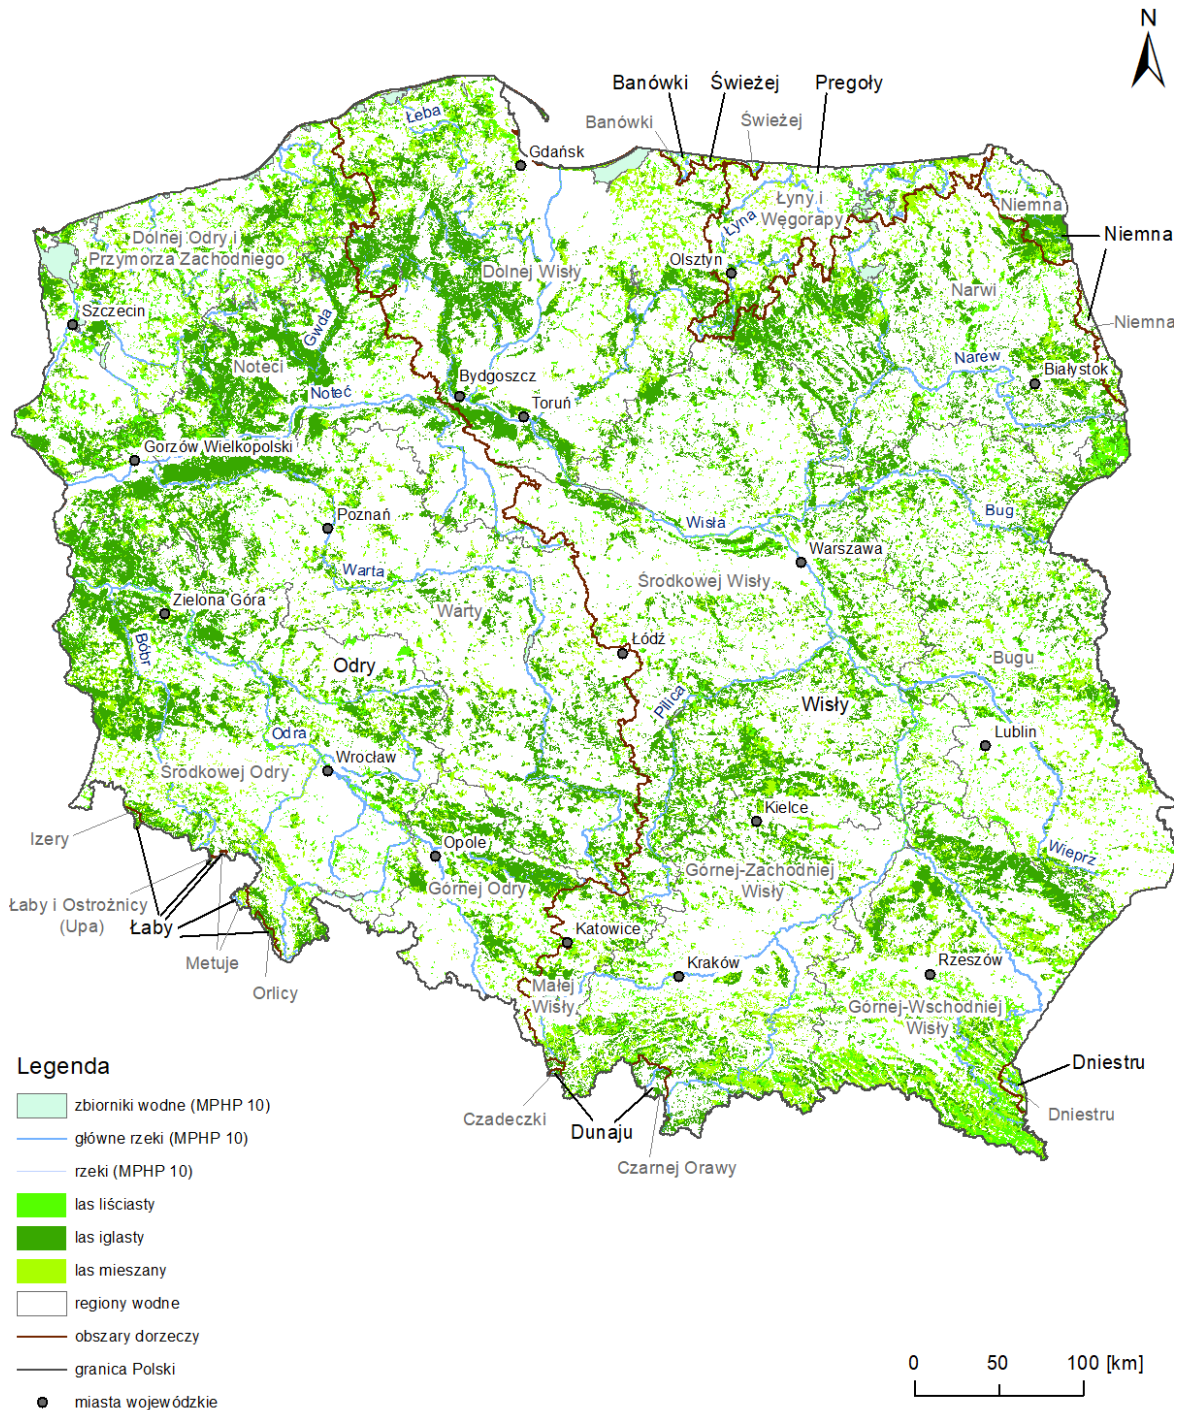 N
Banówki
Świeżej
Pregoły
Banówki
Świeżej
Łeba
Gdańsk
Łyny i
Węgorapy
Niemna
Łyna
Niemna
Dolnej Odry i
Przymorza Zachodniego
Dolnej Wisły
Olsztyn
Narwi
Szczecin
Niemna
Gwda
Noteci
Narew
Białystok
Bydgoszcz
Noteć
Toruń
Gorzów Wielkopolski
Poznań
Wisła
Bug
Warszawa
Warta
Środkowej Wisły
Zielona Góra
Warty
Bóbr
Łódź
Bugu
Odry
Pilica
Wisły
Odra
Lublin
Wrocław
Środkowej Odry
Kielce
Izery
Opole
Wieprz
Górnej Odry
Górnej-Zachodniej
Wisły
Łaby i Ostrożnicy
(Upa)
Łaby
Katowice
Metuje
Kraków
Rzeszów
Orlicy
Małej
Wisły
Górnej-Wschodniej
Wisły
Dniestru
Czadeczki
Dunaju
Dniestru
Czarnej Orawy
Legenda
zbiorniki wodne (MPHP 10)
główne rzeki (MPHP 10)
rzeki (MPHP 10)
las liściasty
las iglasty
las mieszany
regiony wodne
obszary dorzeczy
granica Polski
miasta wojewódzkie
0 50 100 [km]